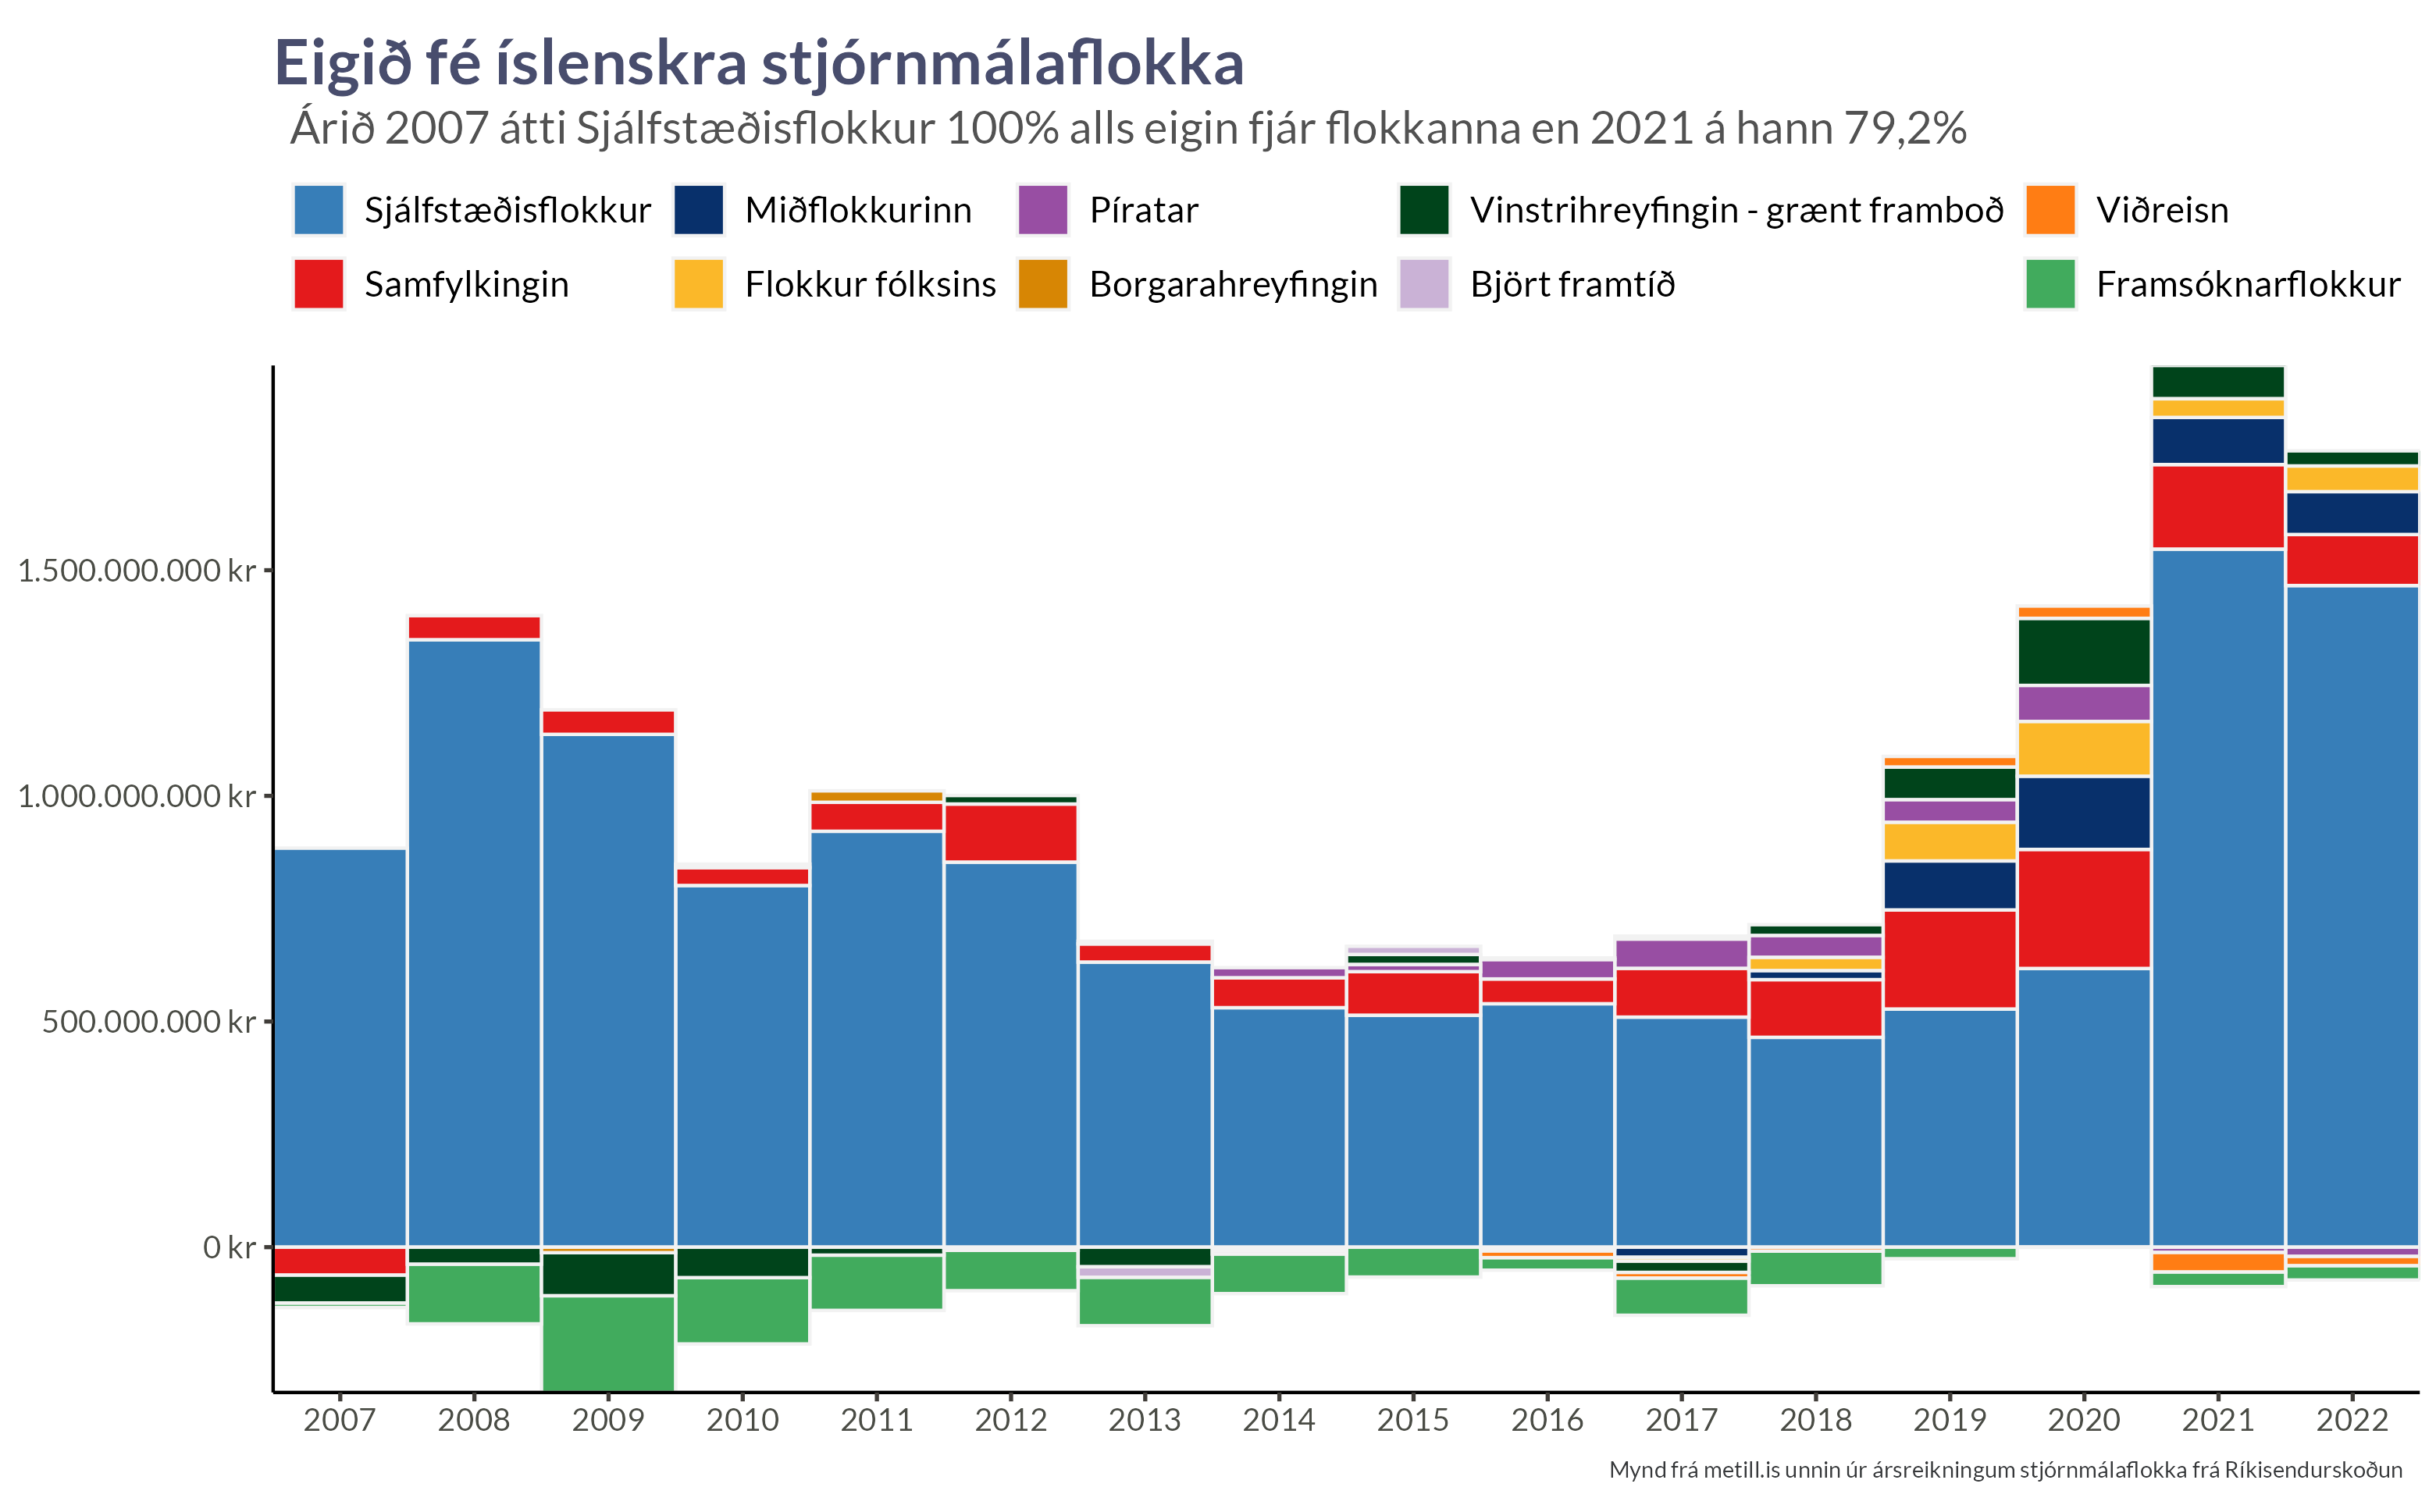 Eigið fé íslenskra stjórnmálaflokka
Árið 2007 átti Sjálfstæðisflokkur 100% alls eigin fjár flokkanna en 2021 á hann 79,2%
Sjálfstæðisflokkur Miðflokkurinn Píratar Vinstrihreyfingin - grænt framboð Viðreisn
Samfylkingin Flokkur fólksins Borgarahreyfingin Björt framtíð Framsóknarflokkur
1.500.000.000 kr
1.000.000.000 kr
500.000.000 kr
0 kr
2007 2008 2009 2010 2011 2012 2013 2014 2015 2016 2017 2018 2019 2020 2021 2022
Mynd frá metill.is unnin úr ársreikningum stjórnmálaflokka frá Ríkisendurskoðun